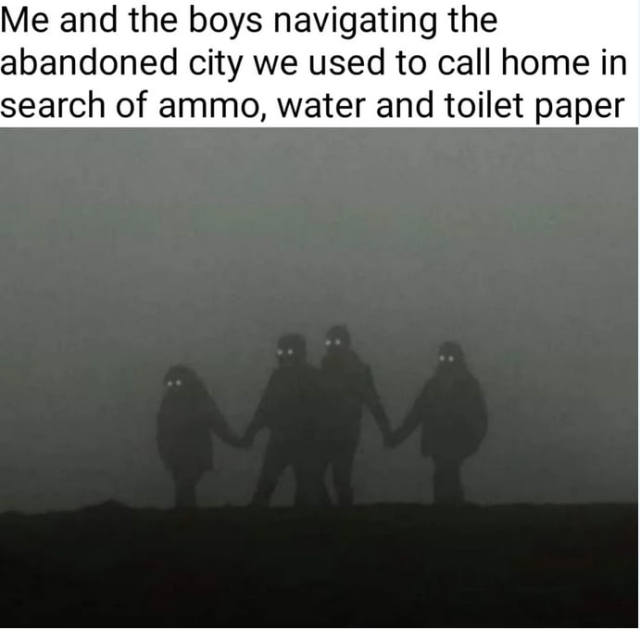 Me and the boys navigating the
abandoned city we used to call home in
search of ammo, water and toilet paper